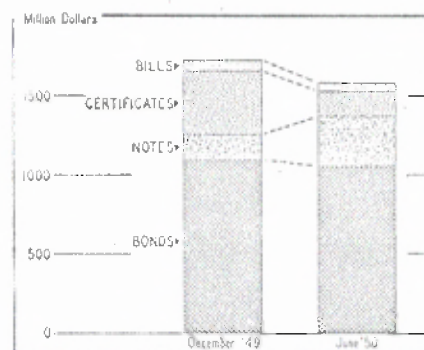 Million Dollars
BILLS
1500
CERTIFICATES
NOTES
1000
BONDS
500
0
December '49
June '50